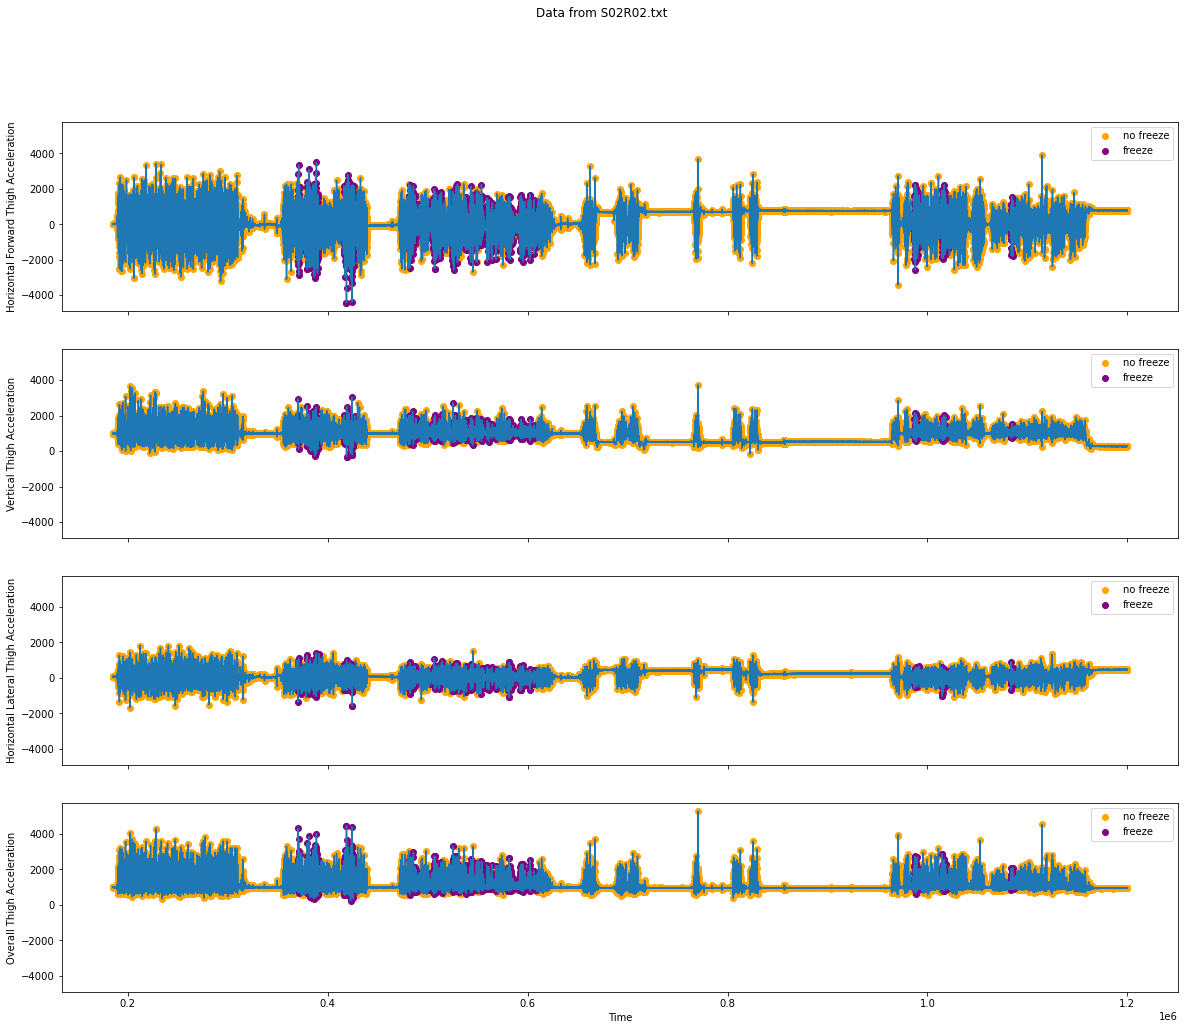 Data from S02R02.txt
Horizontal Forward Thigh Acceleration
4000
2000
0
−2000
−4000
no freeze
freeze
Vertical Thigh Acceleration
4000
2000
0
−2000
−4000
no freeze
freeze
Horizontal Lateral Thigh Acceleration
4000
2000
0
−2000
−4000
no freeze
freeze
Overall Thigh Acceleration
4000
2000
0
−2000
−4000
no freeze
freeze
0.2 0.4 0.6 0.8 1.0 1.2
Time
1e6